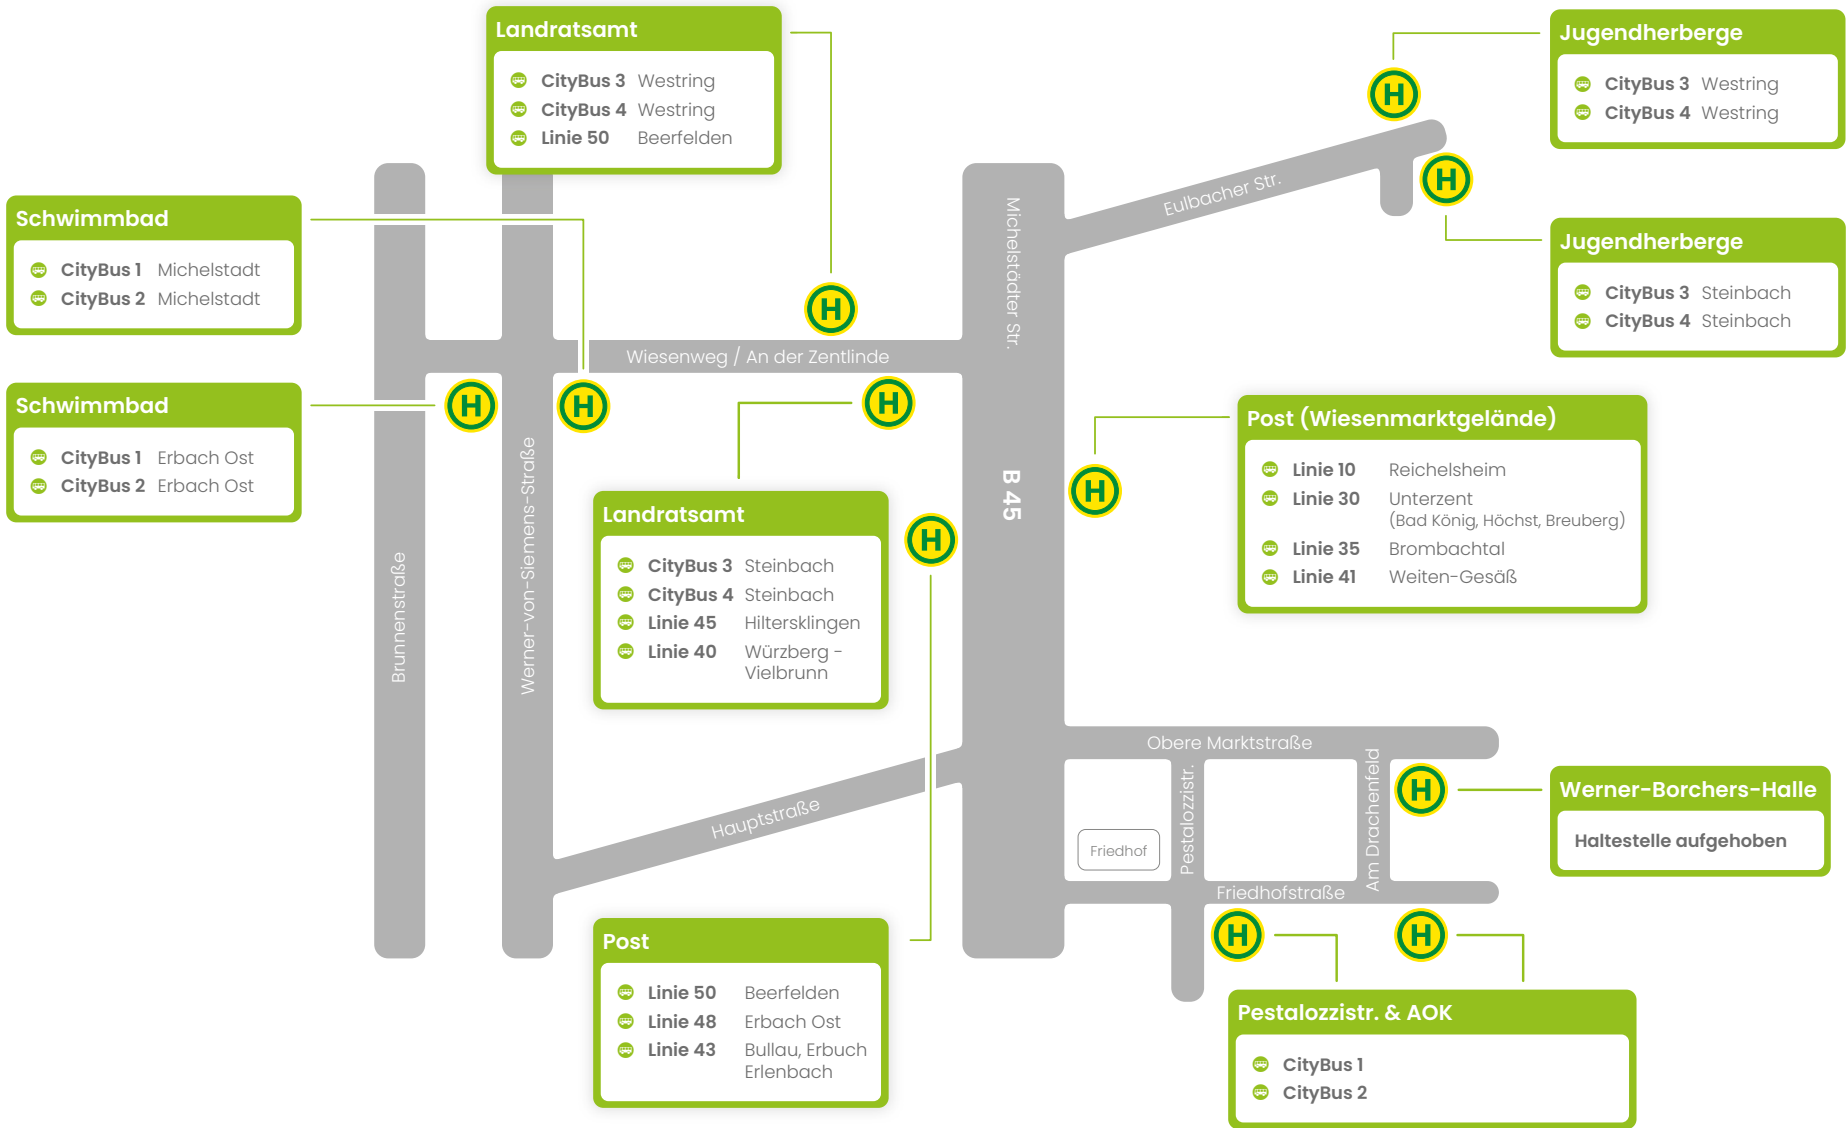 Landratsamt
CityBus 3 Westring
CityBus 4 Westring
Linie 50 Beerfelden
Jugendherberge
CityBus 3 Westring
CityBus 4 Westring
H
H
Eulbacher Str.
Schwimmbad
CityBus 1 Michelstadt
CityBus 2 Michelstadt
Michelstädter Str.
Jugendherberge
CityBus 3 Steinbach
CityBus 4 Steinbach
H
Wiesenweg / An der Zentlinde
Schwimmbad
CityBus 1 Erbach Ost
CityBus 2 Erbach Ost
H
H
H
Post (Wiesenmarktgelände)
Linie 10 Reichelsheim
Linie 30 Unterzent
(Bad König, Höchst, Breuberg)
Linie 35 Brombachtal
Linie 41 Weiten-Gesäß
H
B 45
Werner-von-Siemens-Straße
Brunnenstraße
Landratsamt
CityBus 3 Steinbach
CityBus 4 Steinbach
Linie 45 Hiltersklingen
Linie 40 Würzberg -
Vielbrunn
H
Obere Marktstraße
Hauptstraße
Pestalozzistr.
Am Drachenfeld
H
Werner-Borchers-Halle
Haltestelle aufgehoben
Friedhof
Friedhofstraße
H
H
Post
Linie 50 Beerfelden
Linie 48 Erbach Ost
Linie 43 Bullau, Erbuch
Erlenbach
Pestalozzistr. & AOK
CityBus 1
CityBus 2